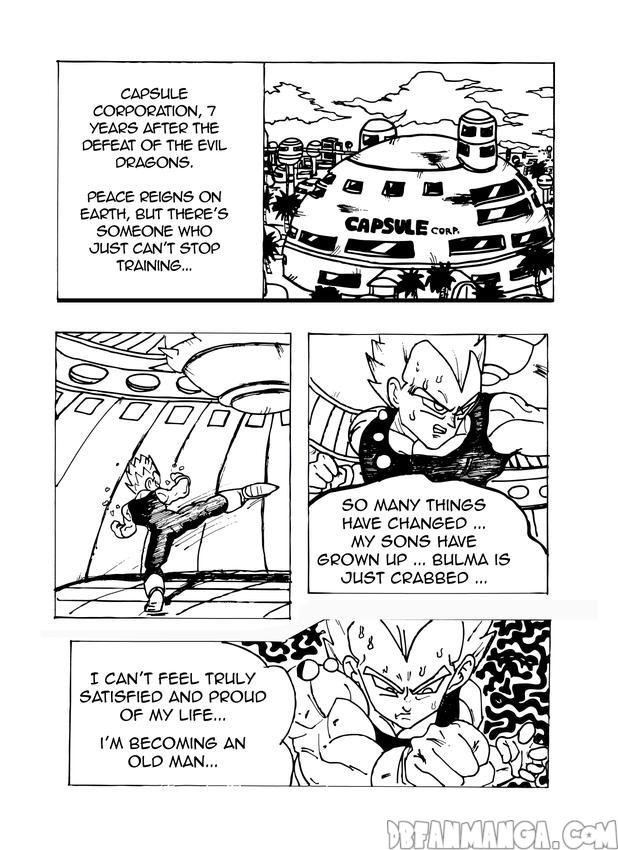 CAPSULE
CORPORATION, 7
YEARS AFTER THE
DEFEAT OF THE EVIL
DRAGONS.
PEACE REIGNS ON
EARTH, BUT THERE'S
SOMEONE WHO
JUST CAN'T STOP
TRAINING...
CAPSULE CORP.
SO MANY THINGS
HAVE CHANGED ...
MY SONS HAVE
GROWN UP ... BULMA IS
JUST CRABBED ...
I CAN'T FEEL TRULY
SATISFIED AND PROUD
OF MY LIFE...
I'M BECOMING AN
OLD MAN...
DBFANMANGA.COM